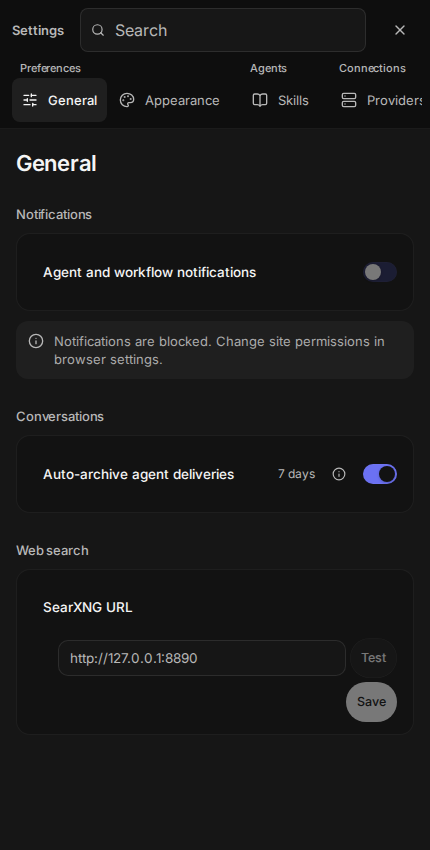 Settings
Search
Preferences
Agents
Connections
General
Appearance
Skills
Providers
General
Notifications
Agent and workflow notifications
Notifications are blocked. Change site permissions in
browser settings.
Conversations
Auto-archive agent deliveries
7 days
Web search
SearXNG URL
http://127.0.0.1:8890
Test
Save